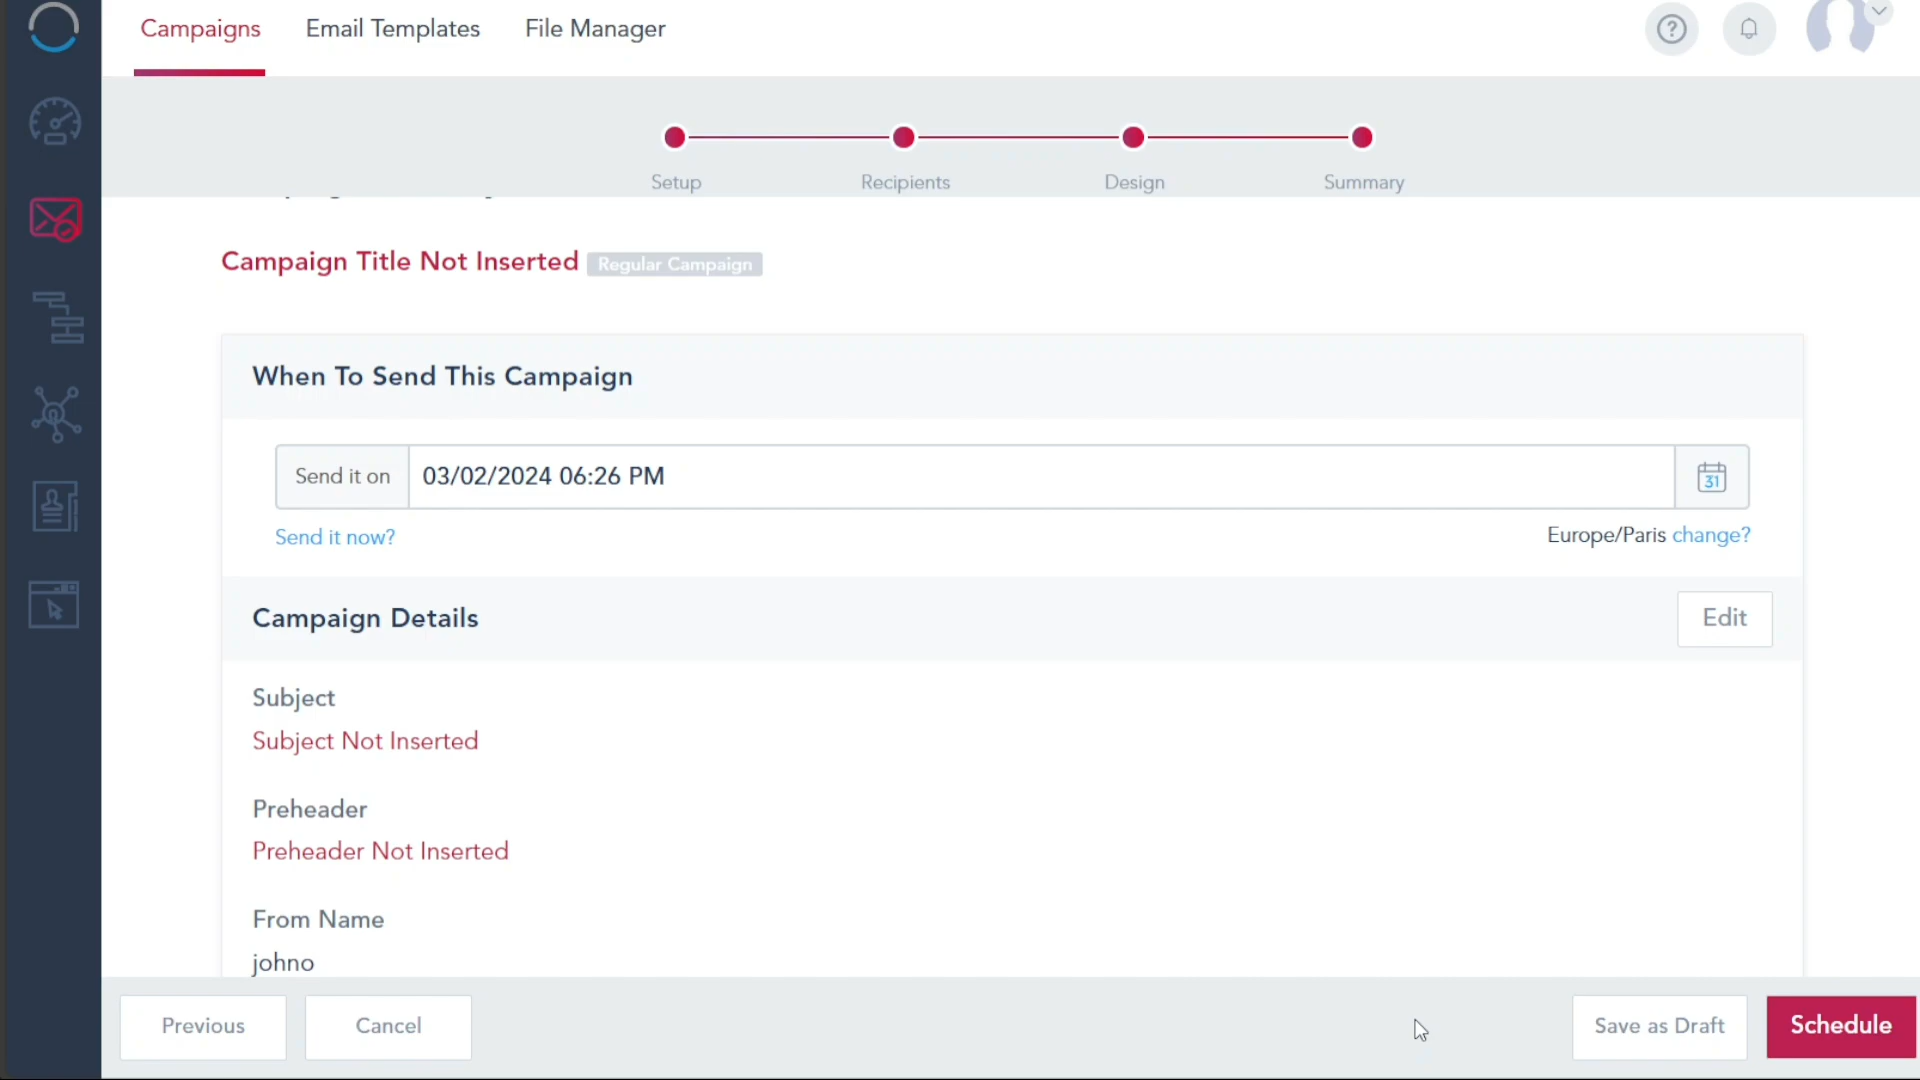 Campaigns Email Templates File Manager
Setup Recipients Design Summary
Campaign Title Not Inserted Regular Campaign
When To Send This Campaign
Send it on 03/02/2024 06:26 PM 31
Send it now? Europe/Paris change?
Campaign Details Edit
Subject
Subject Not Inserted
Preheader
Preheader Not Inserted
From Name
johno
Previous Cancel Save as Draft Schedule